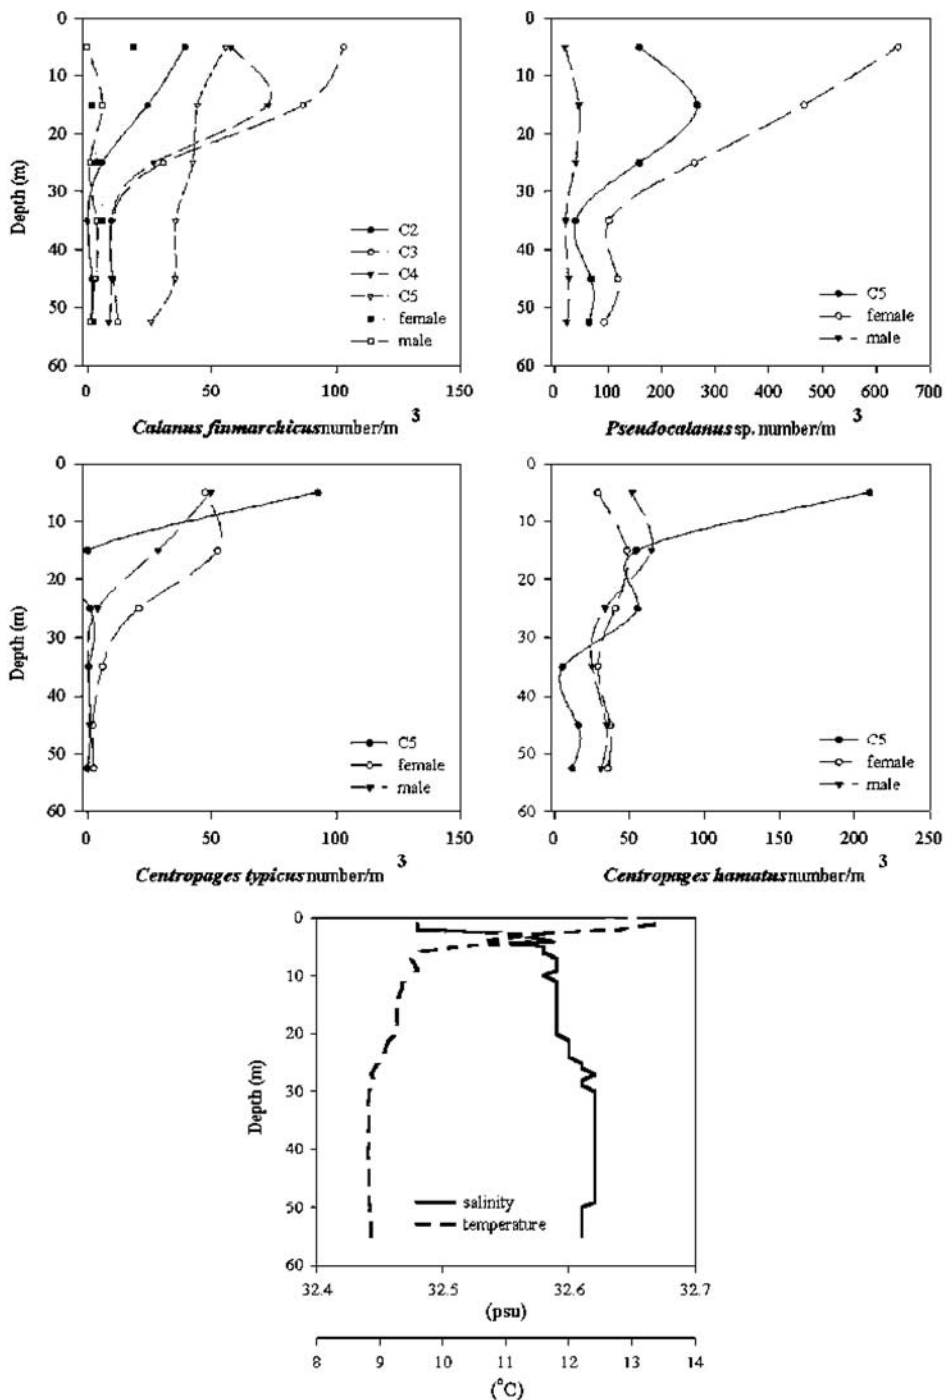 0
10
20
30
40
50
60
Depth (m)
C2
C3
C4
C5
female
male
0 50 100 150
Calanus finmarchicus number/m 3
0
10
20
30
40
50
60
C5
female
male
0 100 200 300 400 500 600 700
Pseudocalanus sp. number/m 3
0
10
20
30
40
50
60
Depth (m)
C5
female
male
0 50 100 150
Centropages typicus number/m 3
0
10
20
30
40
50
60
C5
female
male
0 50 100 150 200 250
Centropages hamatus number/m 3
0
10
20
30
40
50
60
Depth (m)
salinity
temperature
32.4 32.5 32.6 32.7
(psu)
8 9 10 11 12 13 14
(°C)